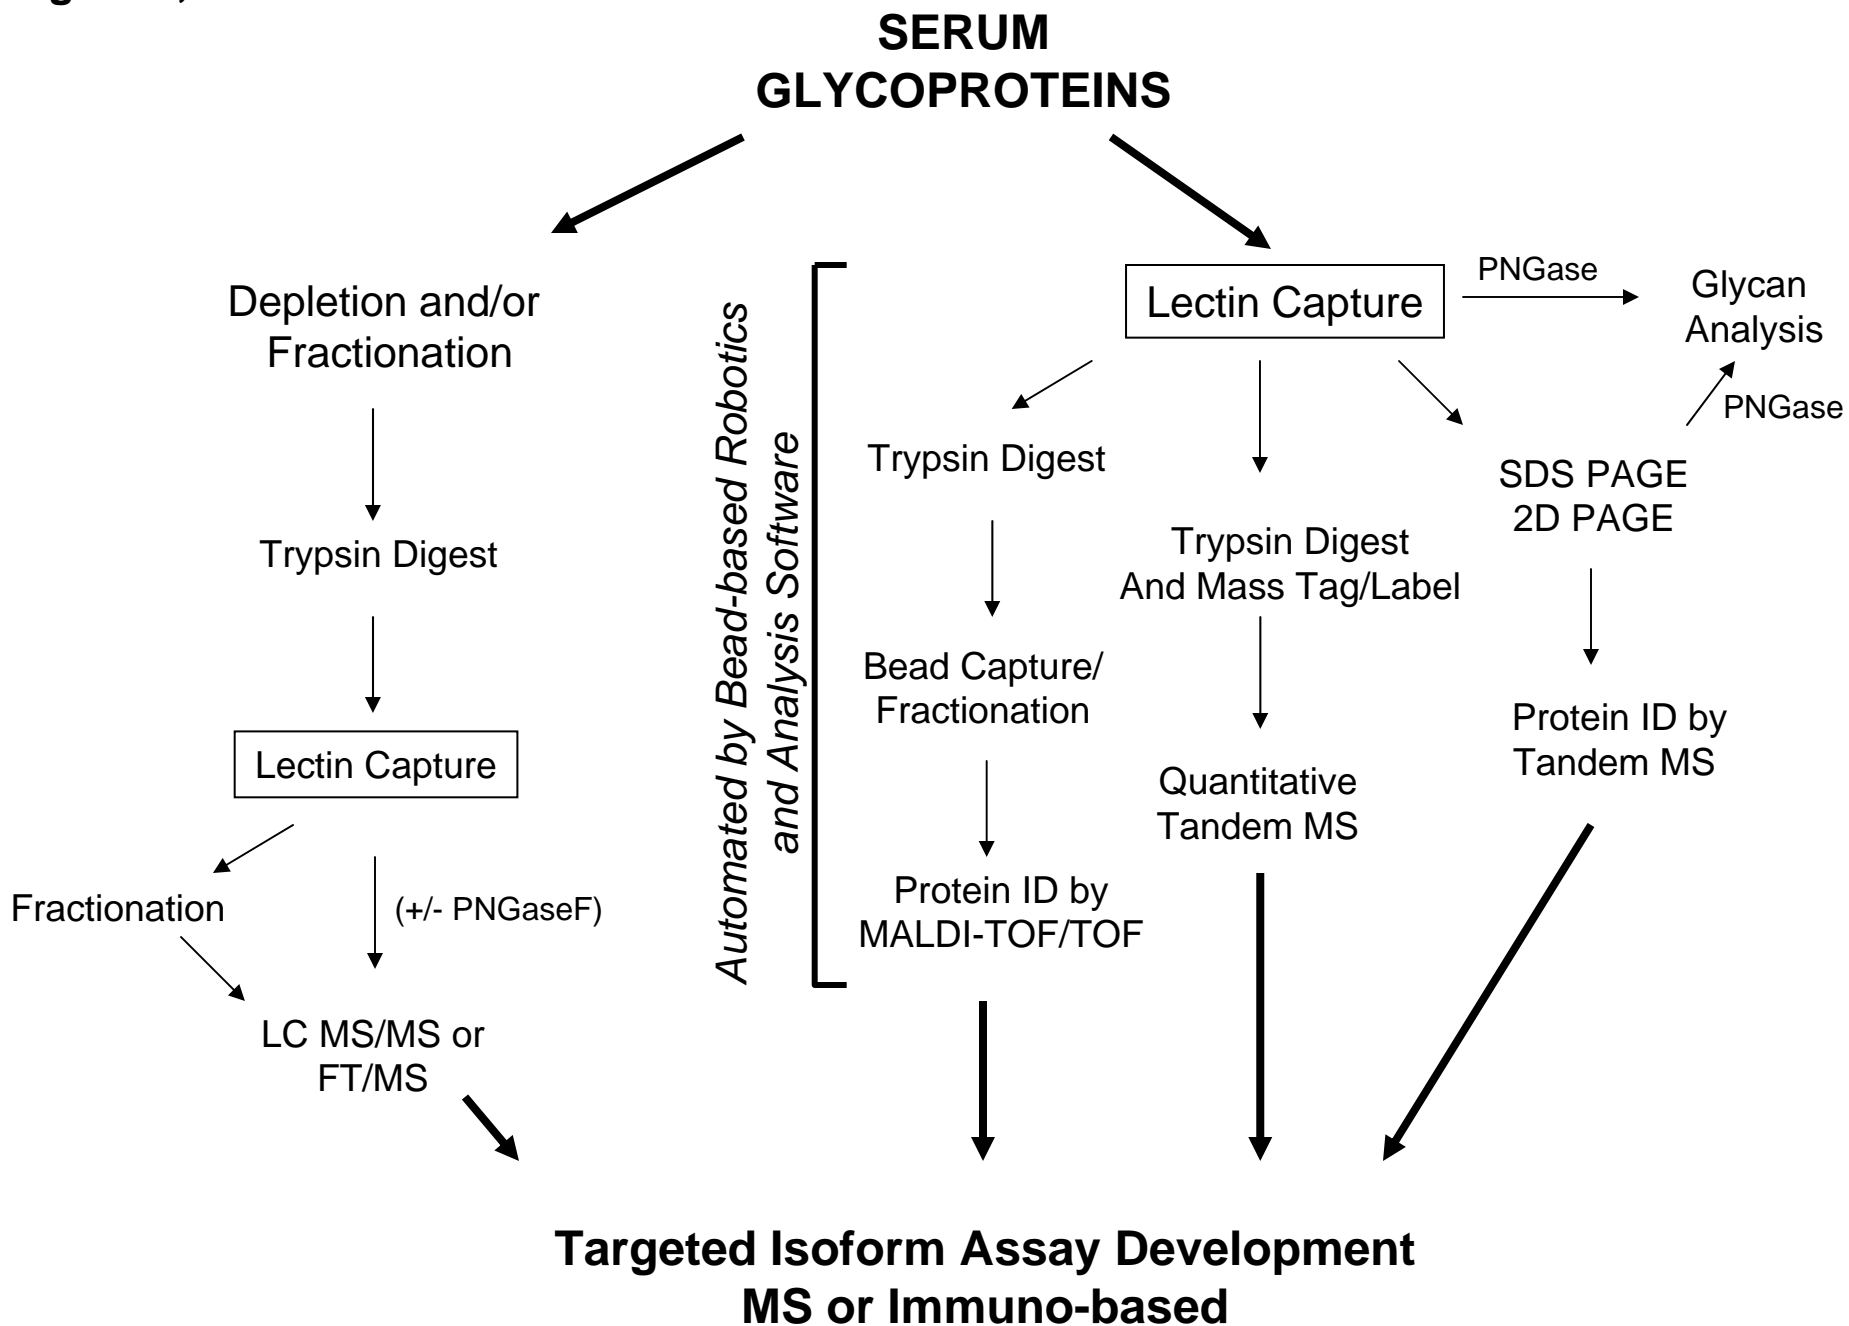 SERUM
GLYCOPROTEINS
Depletion and/or
Fractionation
Trypsin Digest
Lectin Capture
Fractionation
(+/- PNGaseF)
LC MS/MS or
FT/MS
Automated by Bead-based Robotics
and Analysis Software
Lectin Capture
PNGase
Glycan
Analysis
PNGase
Trypsin Digest
Bead Capture/
Fractionation
Protein ID by
MALDI-TOF/TOF
Trypsin Digest
And Mass Tag/Label
Quantitative
Tandem MS
SDS PAGE
2D PAGE
Protein ID by
Tandem MS
Targeted Isoform Assay Development
MS or Immuno-based